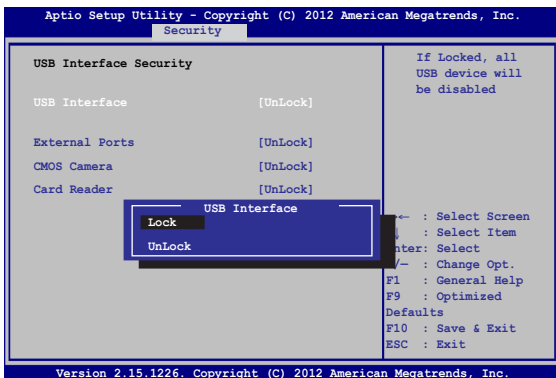 Aptio Setup Utility - Copyright (C) 2012 American Megatrends, Inc.
Security
USB Interface Security
USB Interface [UnLock]
External Ports [UnLock]
CMOS Camera [UnLock]
Card Reader [UnLock]
USB Interface
Lock
UnLock
If Locked, all
USB device will
be disabled
→← : Select Screen
: Select Item
nter: Select
/— : Change Opt.
F1 : General Help
F9 : Optimized
Defaults
F10 : Save & Exit
ESC : Exit
Version 2.15.1226. Copyright (C) 2012 American Megatrends, Inc.